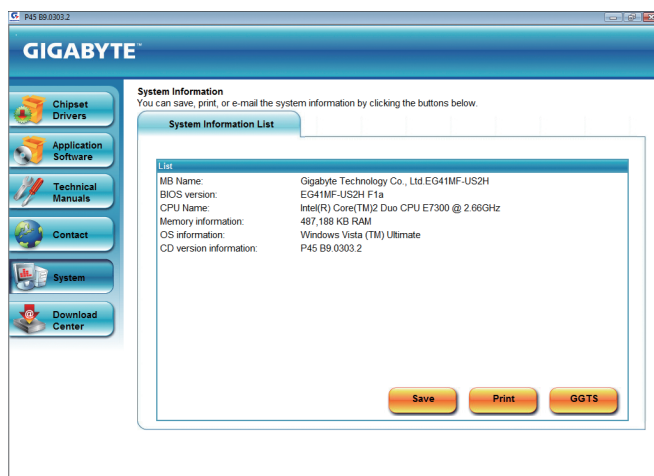 P45 B9.0303.2
GIGABYTE™
Chipset
Drivers
Application
Software
Technical
Manuals
Contact
System
Download
Center
System Information
You can save, print, or e-mail the system information by clicking the buttons below.
System Information List
List
MB Name: Gigabyte Technology Co., Ltd.EG41MF-US2H
BIOS version: EG41MF-US2H F1a
CPU Name: Intel(R) Core(TM)2 Duo CPU E7300 @ 2.66GHz
Memory information: 487,188 KB RAM
OS information: Windows Vista (TM) Ultimate
CD version information: P45 B9.0303.2
Save Print GGTS